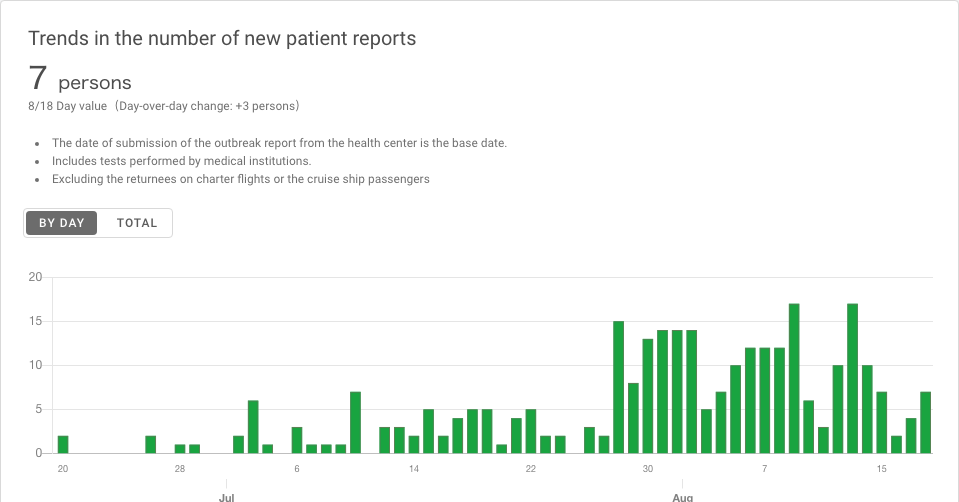 Trends in the number of new patient reports
7 persons
8/18 Day value（Day-over-day change: +3 persons）
The date of submission of the outbreak report from the health center is the base date.
Includes tests performed by medical institutions.
Excluding the returnees on charter flights or the cruise ship passengers
BY DAY TOTAL
20
15
10
5
0
20 28 6 14 22 30 7 15
Jul Aug